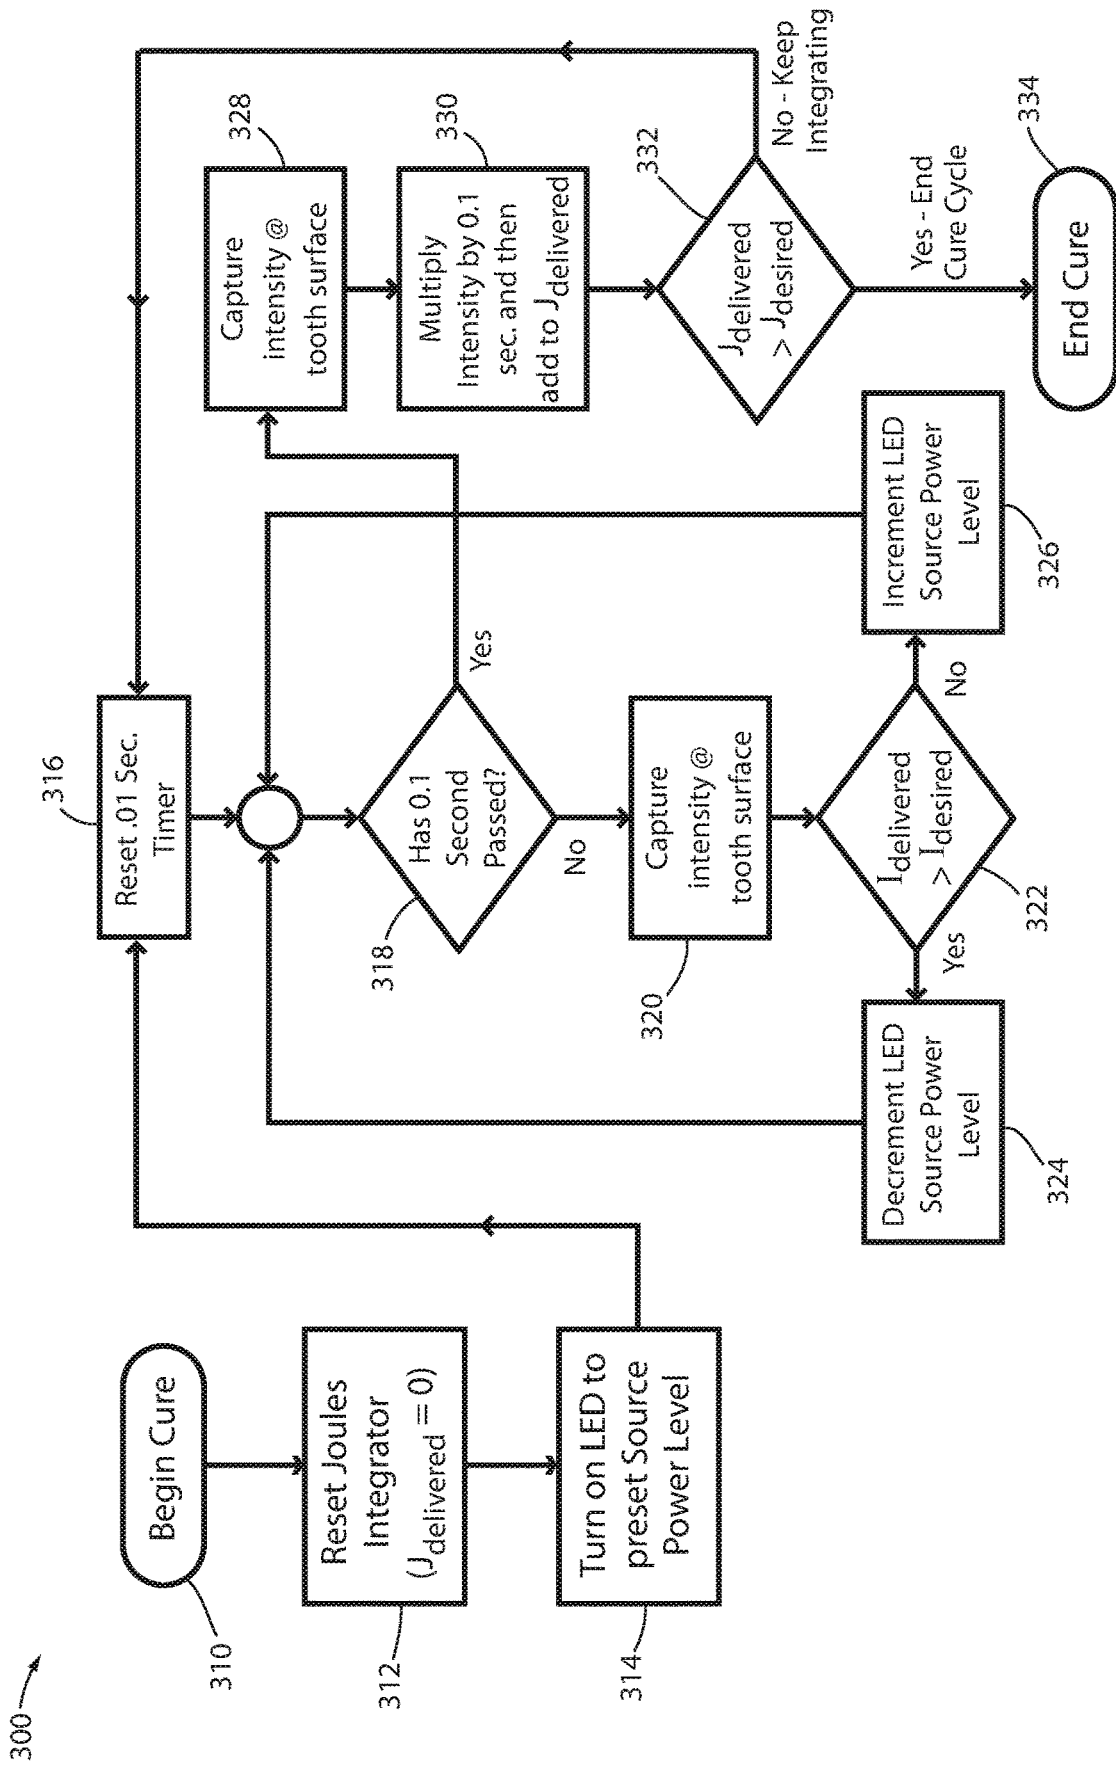 300
310
Begin Cure
312
Reset Joules
Integrator
(Jdelivered = 0)
314
Turn on LED to
preset Source
Power Level
316
Reset .01 Sec.
Timer
318
Has 0.1
Second
Passed?
Yes
No
320
Capture
intensity @
tooth surface
322
Idelivered
> Idesired
Yes
No
324
Decrement LED
Source Power
Level
326
Increment LED
Source Power
Level
328
Capture
intensity @
tooth surface
330
Multiply
Intensity by 0.1
sec. and then
add to Jdelivered
332
Jdelivered
> Jdesired
No - Keep
Integrating
Yes - End
Cure Cycle
334
End Cure